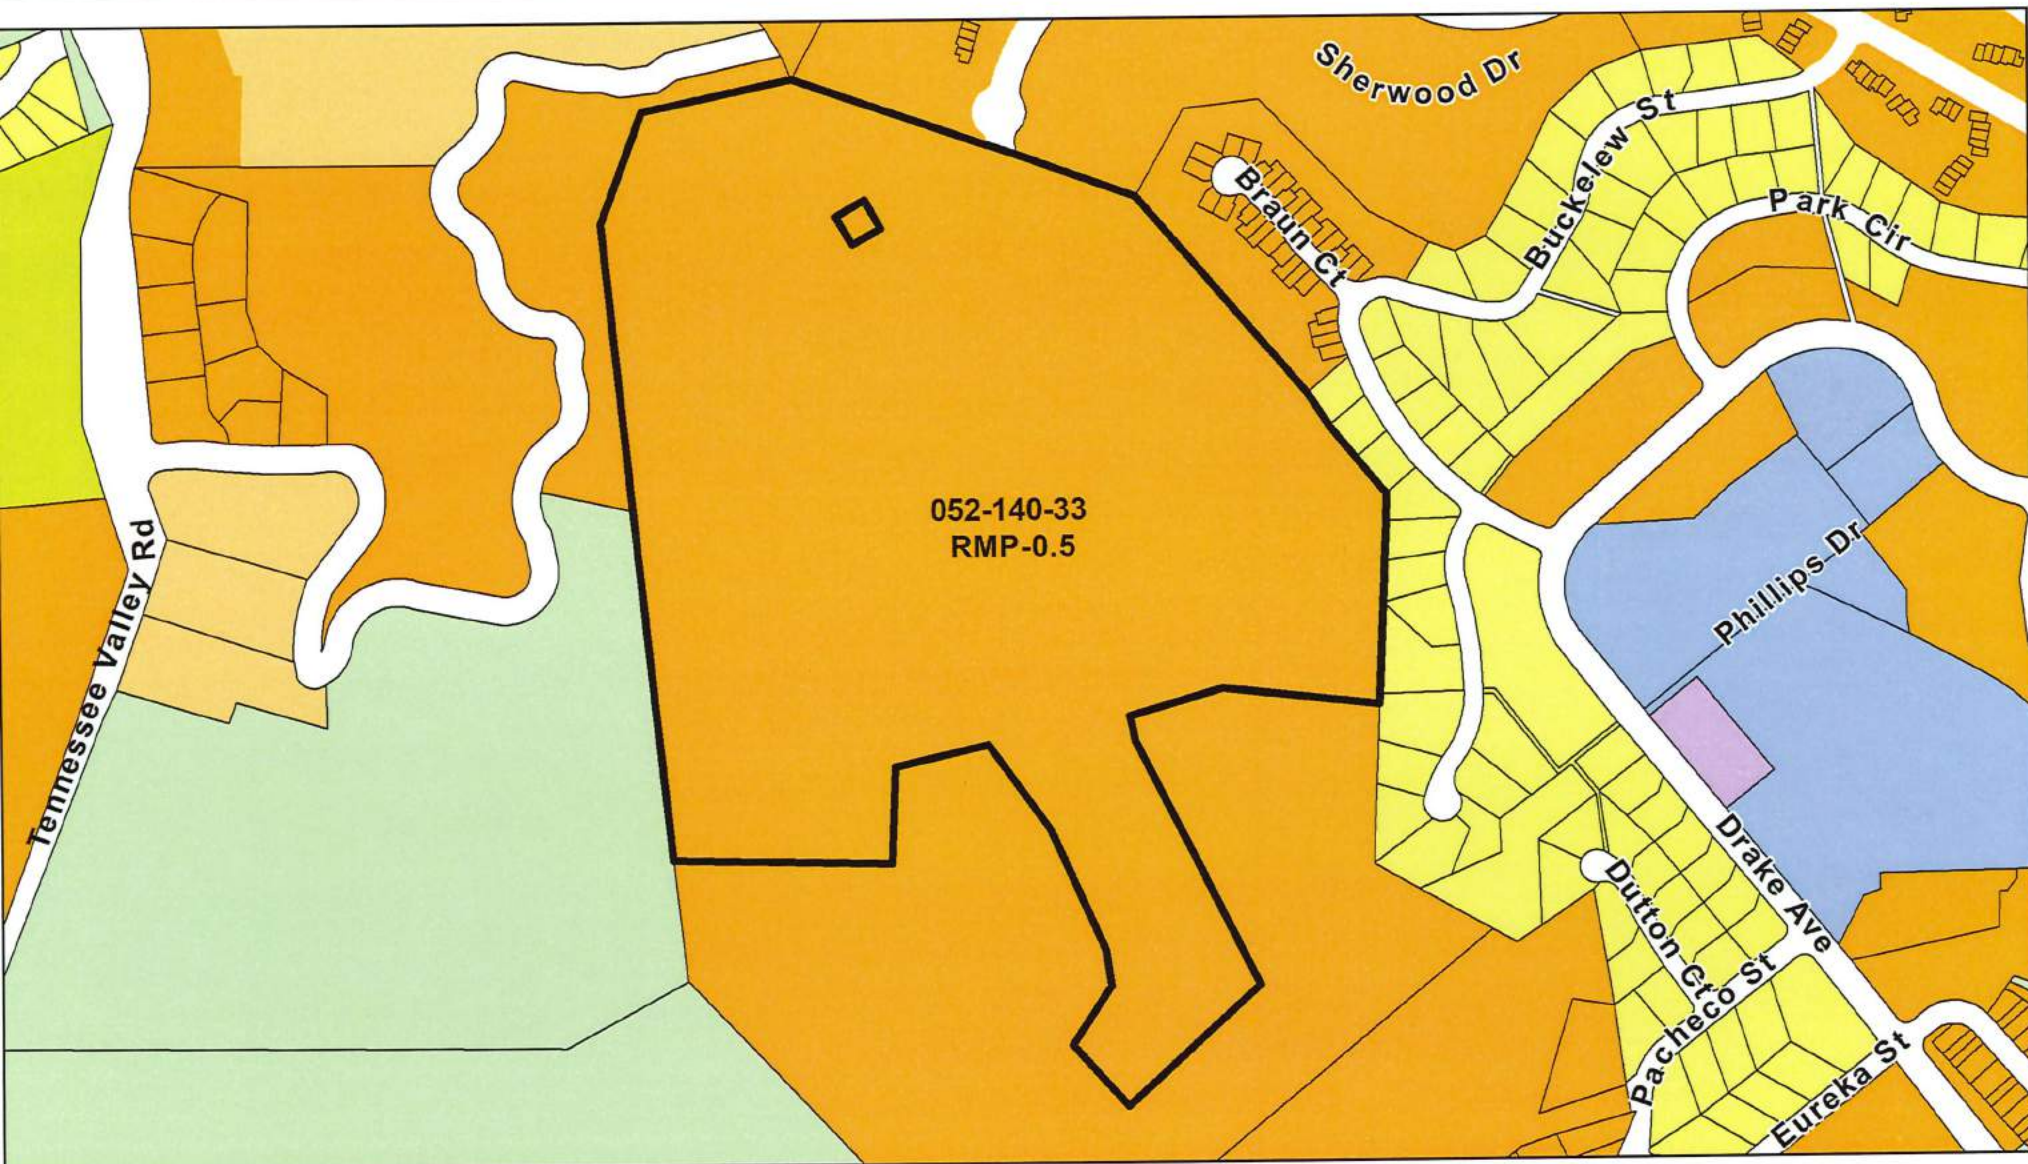 Sherwood Dr
Buckelew St
Braun Ct
Park Cir
052-140-33
RMP-0.5
Tennessee Valley Rd
Phillips Dr
Drake Ave
Dutton Ct
Pacheco St
Eureka St